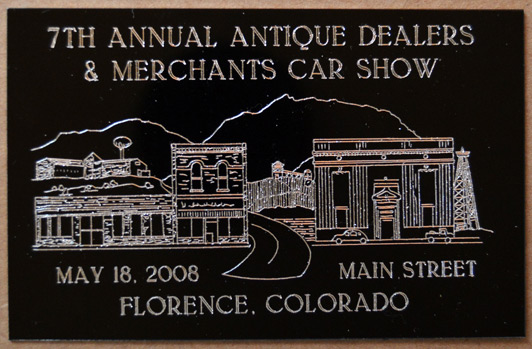 7TH ANNUAL ANTIQUE DEALERS
& MERCHANTS CAR SHOW
MAY 18, 2008
MAIN STREET
FLORENCE, COLORADO